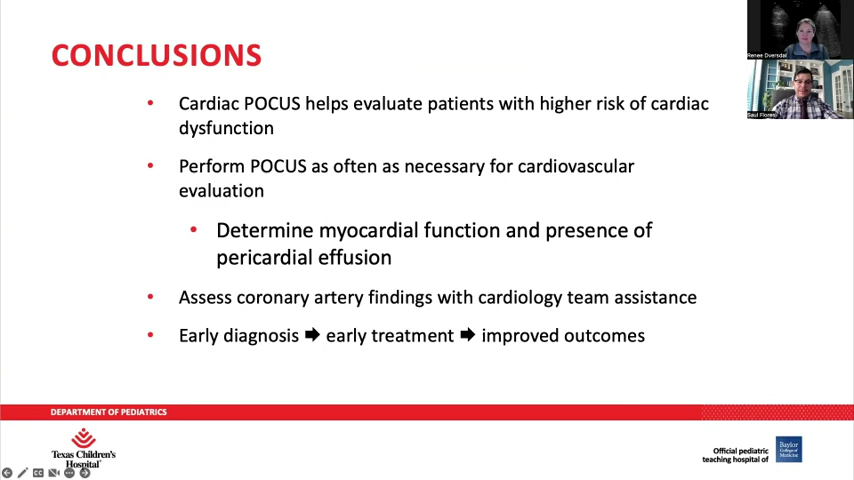 CONCLUSIONS
Renee Dversdal
Saul Flores
• Cardiac POCUS helps evaluate patients with higher risk of cardiac
dysfunction
• Perform POCUS as often as necessary for cardiovascular
evaluation
• Determine myocardial function and presence of
pericardial effusion
• Assess coronary artery findings with cardiology team assistance
• Early diagnosis ➡ early treatment ➡ improved outcomes
DEPARTMENT OF PEDIATRICS
Texas Children's
Hospital
Official pediatric
teaching hospital of
Baylor
College of
Medicine
CC